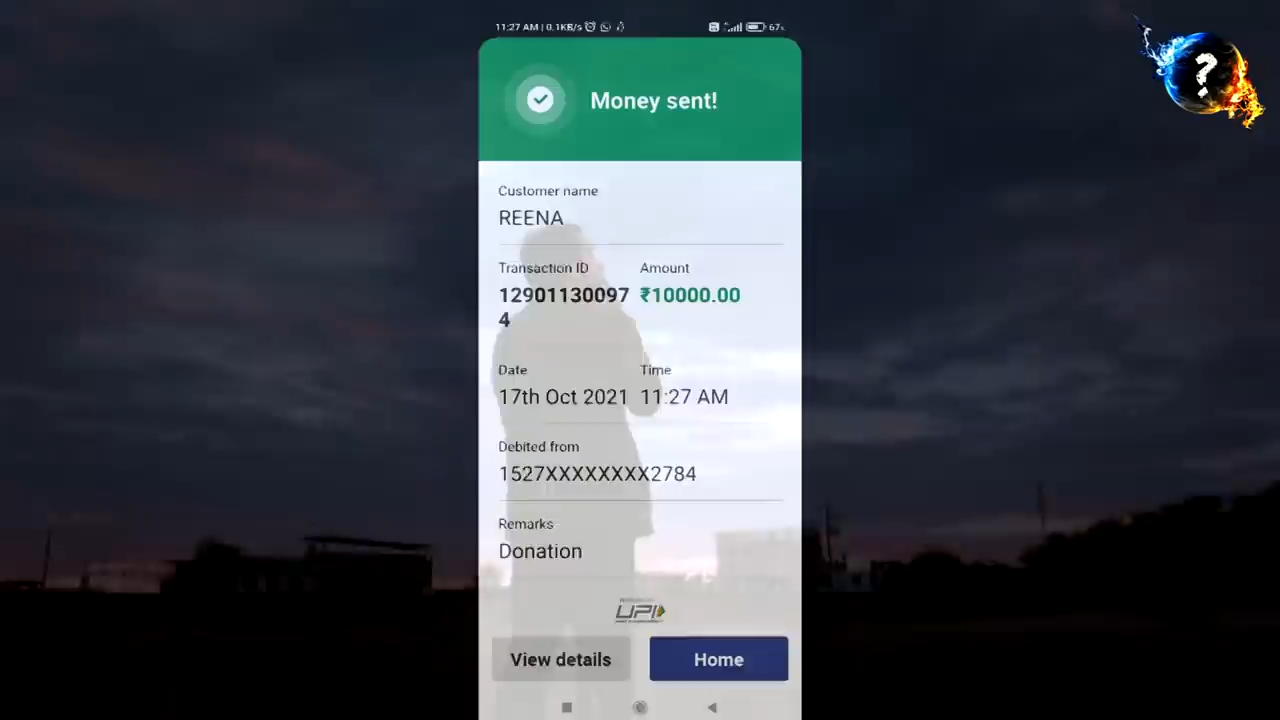 11:27 AM | 0.1KB/s
67
?
Money sent!
Customer name
REENA
Transaction ID
Amount
12901130097
₹10000.00
4
Date
Time
17th Oct 2021
11:27 AM
Debited from
1527XXXXXXXX2784
Remarks
Donation
UPI
View details
Home